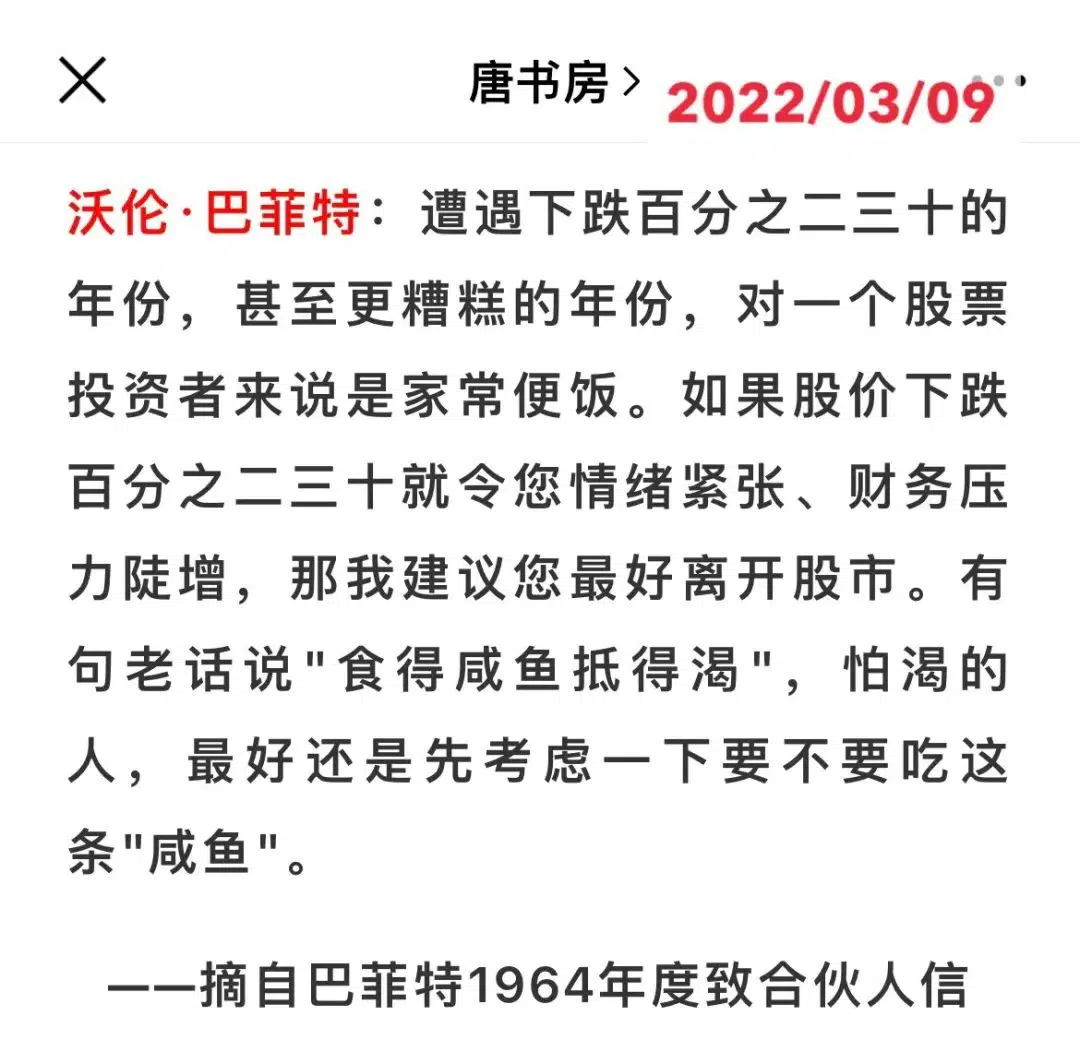 唐书房
2022/03/09
沃伦·巴菲特：遭遇下跌百分之二三十的
年份，甚至更糟糕的年份，对一个股票
投资者来说是家常便饭。如果股价下跌
百分之二三十就令您情绪紧张、财务压
力陡增，那我建议您最好离开股市。有
句老话说"食得咸鱼抵得渴"，怕渴的
人，最好还是先考虑一下要不要吃这
条"咸鱼"。
——摘自巴菲特1964年度致合伙人信